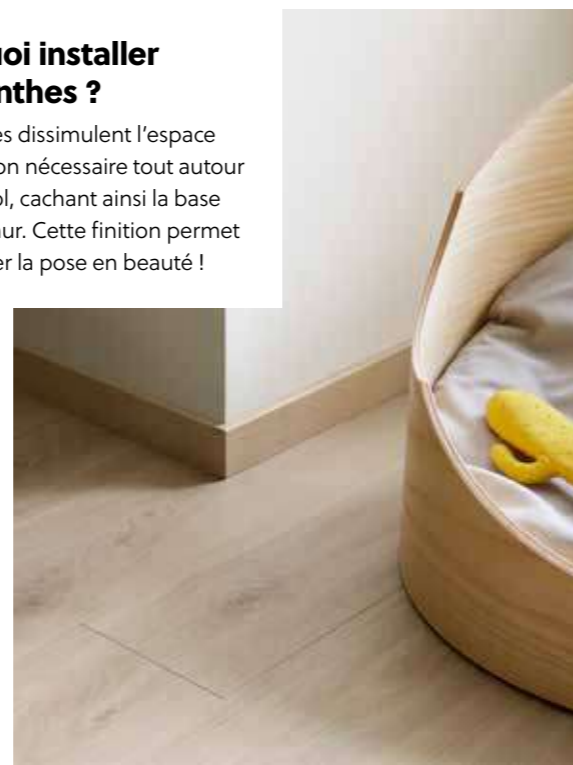 oi installer
nthes ?
es dissimulent l’espace
on nécessaire tout autour
ol, cachant ainsi la base
ur. Cette finition permet
er la pose en beauté !